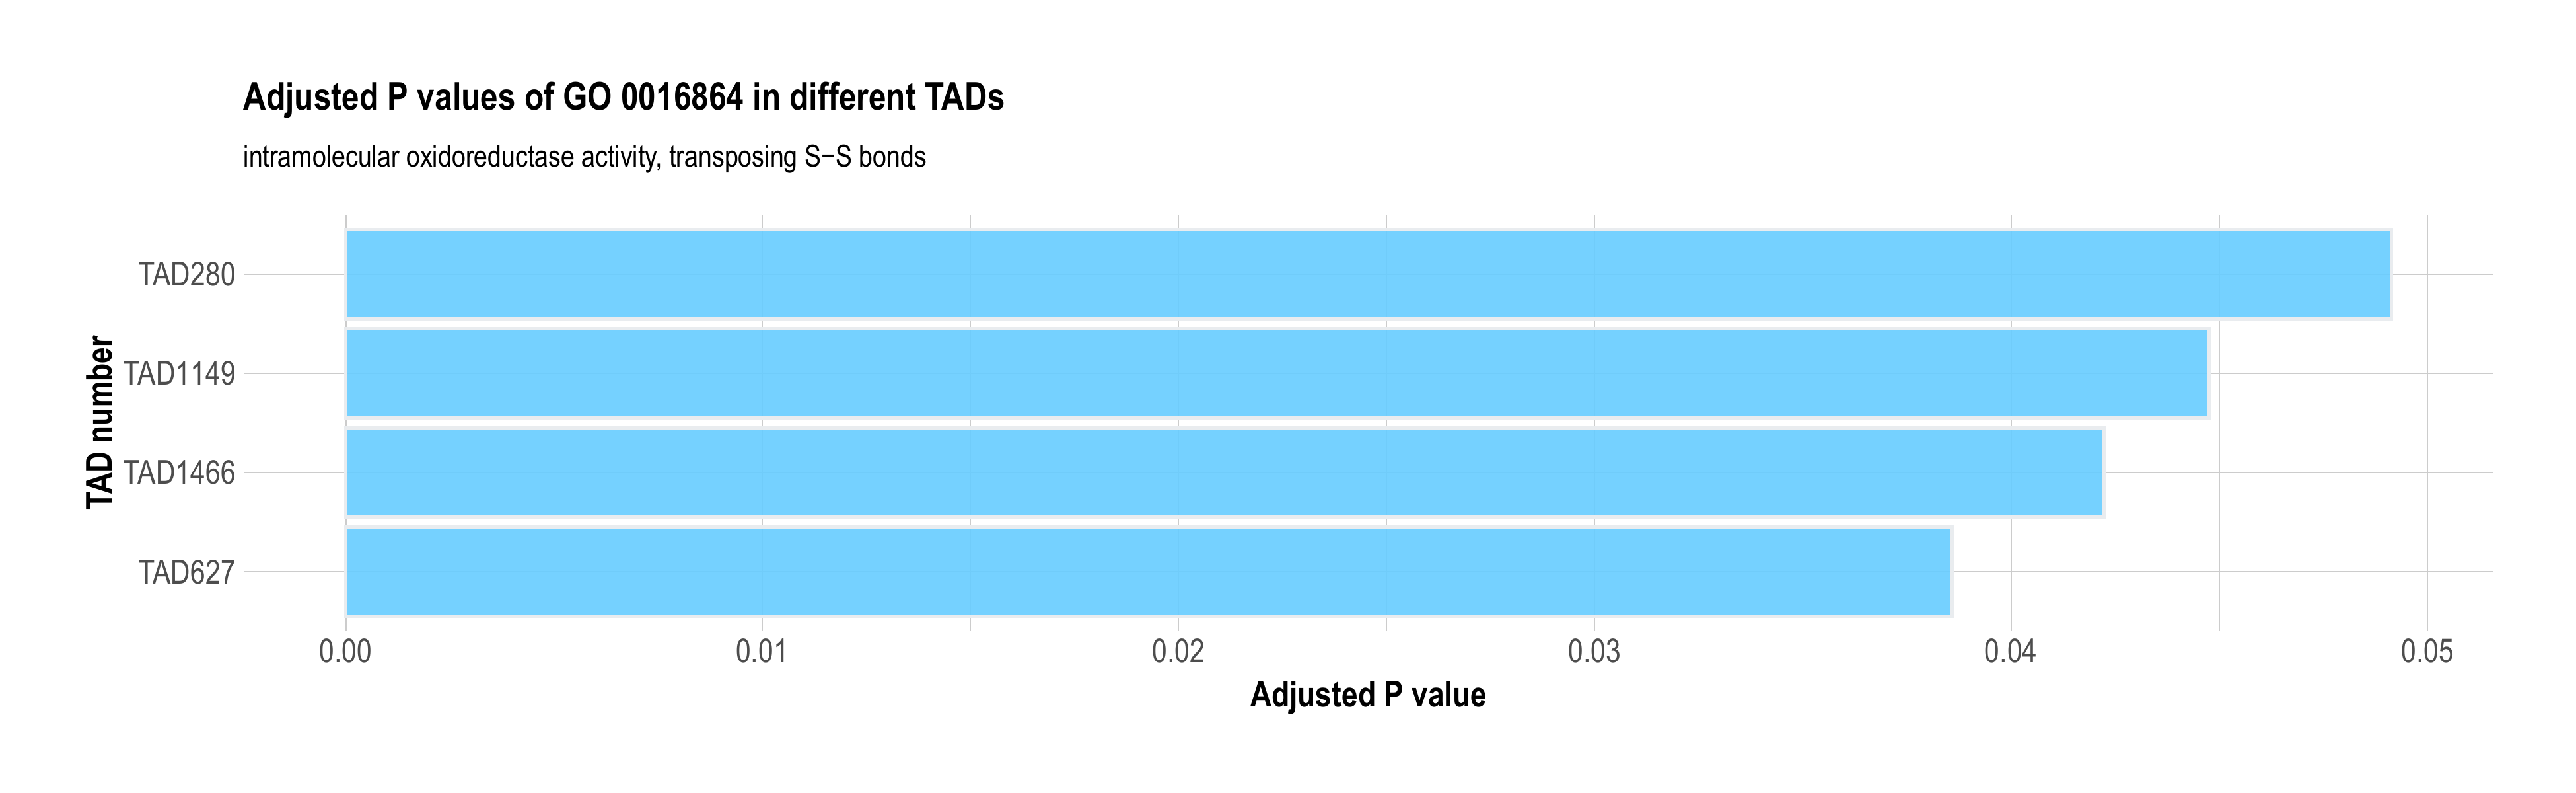 Adjusted P values of GO 0016864 in different TADs
intramolecular oxidoreductase activity, transposing S−S bonds
TAD number
TAD280
TAD1149
TAD1466
TAD627
0.00 0.01 0.02 0.03 0.04 0.05
Adjusted P value